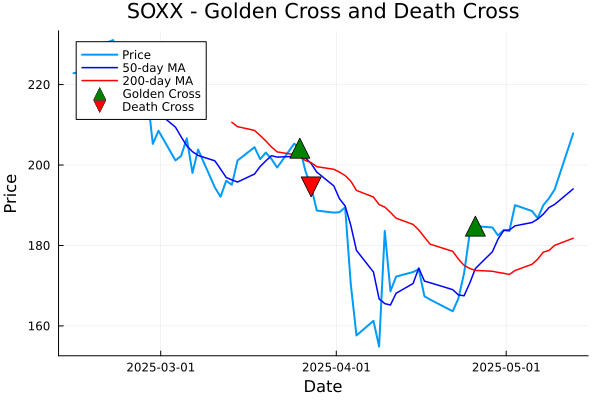 SOXX - Golden Cross and Death Cross
Price
50-day MA
200-day MA
Golden Cross
Death Cross
220
200
180
160
Price
2025-03-01
2025-04-01
2025-05-01
Date